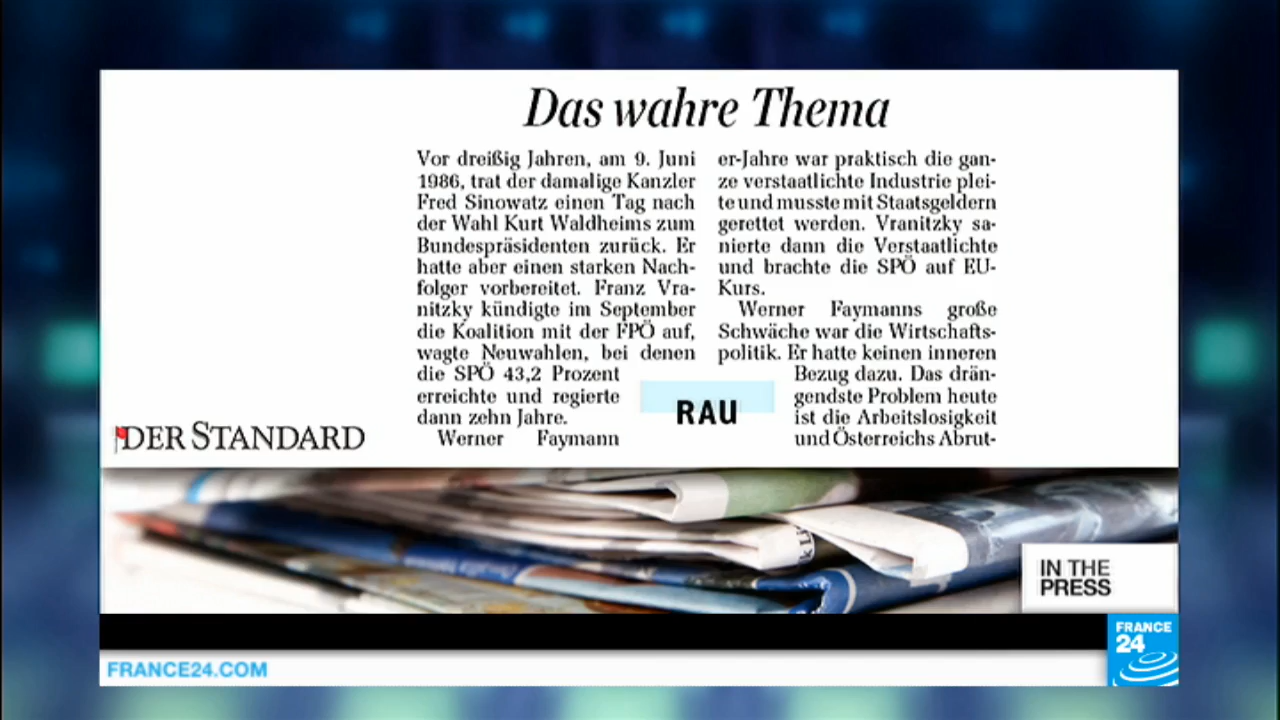 Das wahre Thema
Vor dreißig Jahren, am 9. Juni
1986, trat der damalige Kanzler
Fred Sinowatz einen Tag nach
der Wahl Kurt Waldheims zum
Bundespräsidenten zurück. Er
hatte aber einen starken Nach-
folger vorbereitet. Franz Vra-
nitzky kündigte im September
die Koalition mit der FPÖ auf,
wagte Neuwahlen, bei denen
die SPÖ 43,2 Prozent
erreichte und regierte
dann zehn Jahre.
Werner Faymann
er-Jahre war praktisch die gan-
ze verstaatlichte Industrie plei-
te und musste mit Staatsgeldern
gerettet werden. Vranitzky sa-
nierte dann die Verstaatlichte
und brachte die SPÖ auf EU-
Kurs.
Werner Faymanns große
Schwäche war die Wirtschafts-
politik. Er hatte keinen inneren
Bezug dazu. Das drän-
gendste Problem heute
ist die Arbeitslosigkeit
und Österreichs Abrut-
RAU
DER STANDARD
IN THE
PRESS
FRANCE
24
FRANCE24.COM